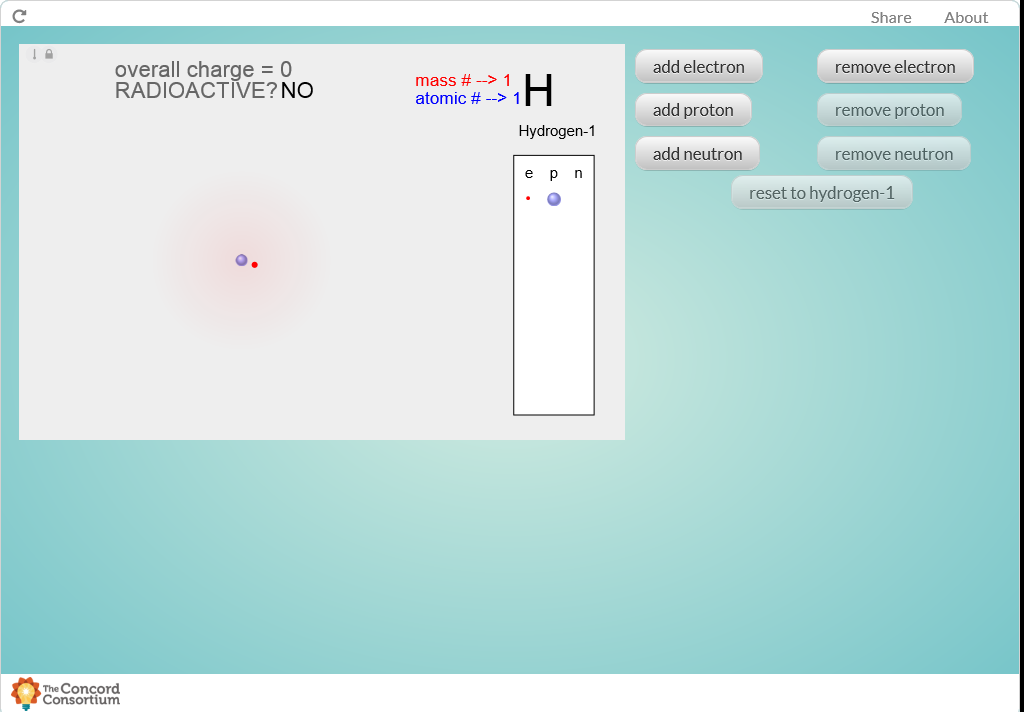 Share About
overall charge = 0
RADIOACTIVE? NO
mass # --> 1
atomic # --> 1
H
Hydrogen-1
e p n
add electron remove electron
add proton remove proton
add neutron remove neutron
reset to hydrogen-1
The Concord
Consortium